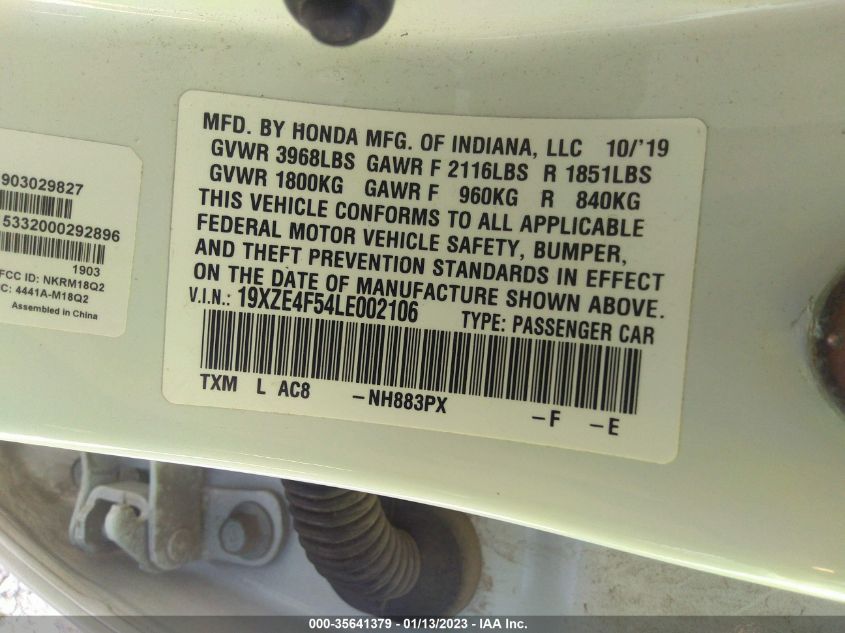 MFD. BY HONDA MFG. OF INDIANA, LLC 10/'19
GVWR 3968LBS GAWR F 2116LBS R 1851LBS
GVWR 1800KG GAWR F 960KG R 840KG
THIS VEHICLE CONFORMS TO ALL APPLICABLE
FEDERAL MOTOR VEHICLE SAFETY, BUMPER,
AND THEFT PREVENTION STANDARDS IN EFFECT
ON THE DATE OF MANUFACTURE SHOWN ABOVE.
V.I.N.: 19XZE4F54LE002106 TYPE: PASSENGER CAR
TXM L AC8 -NH883PX -F -E
903029827
5332000292896
1903
FCC ID: NKRM18Q2
C: 4441A-M18Q2
Assembled in China
000-35641379 - 01/13/2023 - IAA Inc.